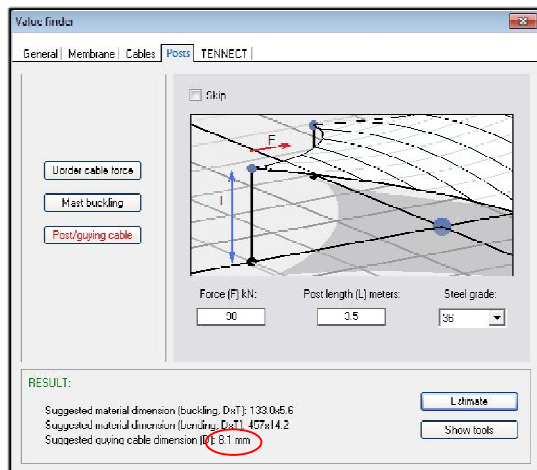 Value finder
General Membrane Cables Posts TENNECT
Skip
F
Border cable force
Mast buckling
Post/guying cable
l
Force (F) kN: Post length (L) meters: Steel grade:
90 3.5 36
RESULT:
Suggested material dimension (buckling, DxT): 133.0x5.6
Suggested material dimension (bending, DxT): 457x14.2
Suggested guying cable dimension (D): 8.1 mm
Estimate
Show tools